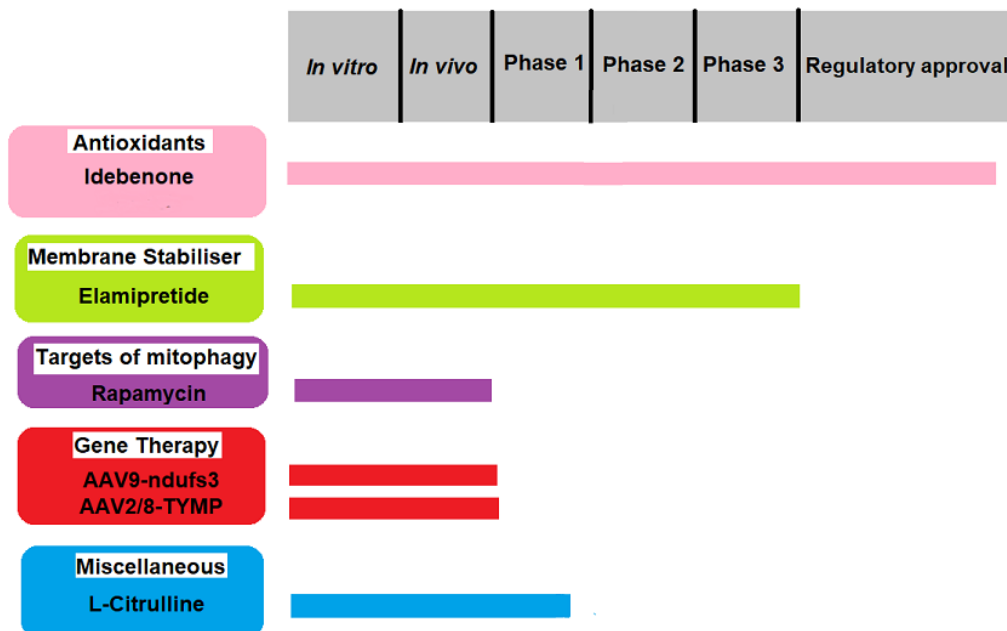 In vitro In vivo Phase 1 Phase 2 Phase 3 Regulatory approval
Antioxidants
Idebenone
Membrane Stabiliser
Elamipretide
Targets of mitophagy
Rapamycin
Gene Therapy
AAV9-ndufs3
AAV2/8-TYMP
Miscellaneous
L-Citrulline